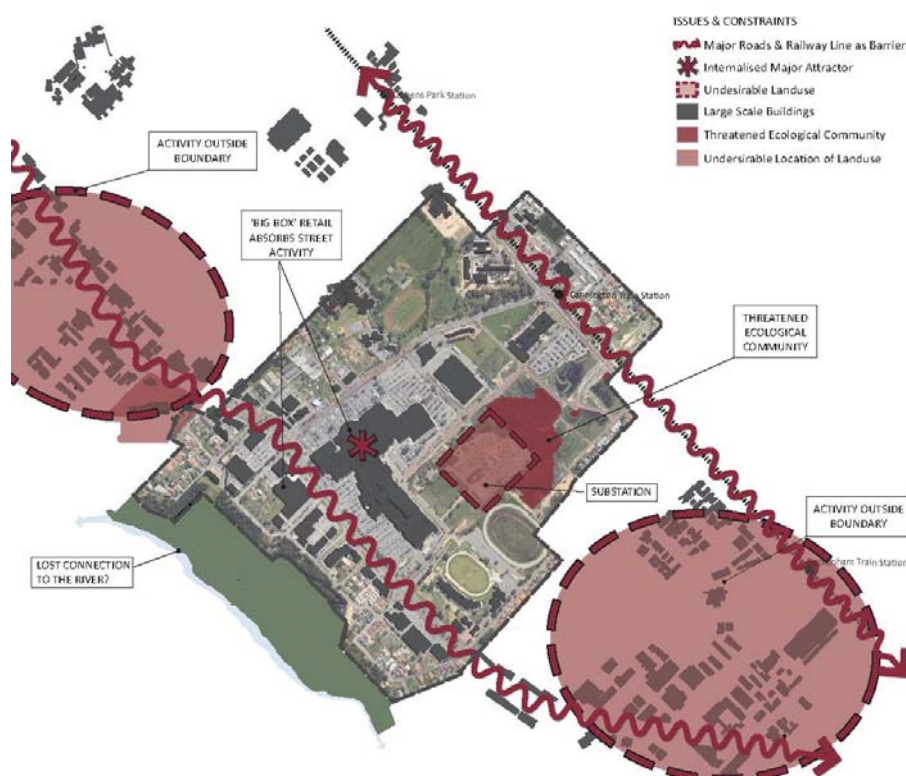 ISSUES & CONSTRAINTS
Major Roads & Railway Line as Barrier
Internalised Major Attractor
Undesirable Landuse
Large Scale Buildings
Threatened Ecological Community
Undersirable Location of Landuse
Park Station
ACTIVITY OUTSIDE
BOUNDARY
'BIG BOX' RETAIL
ABSORBS STREET
ACTIVITY
Train Station
THREATENED
ECOLOGICAL
COMMUNITY
SUBSTATION
ACTIVITY OUTSIDE
BOUNDARY
LOST CONNECTION
TO THE RIVER?
Train Station